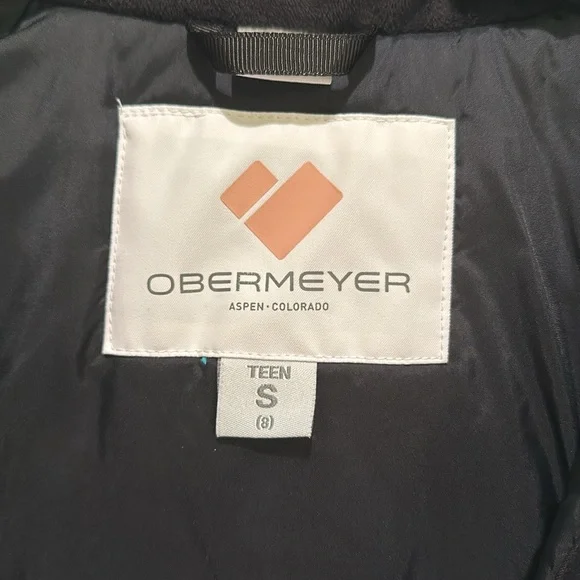 OBERMEYER
ASPEN • COLORADO
TEEN
S
(8)